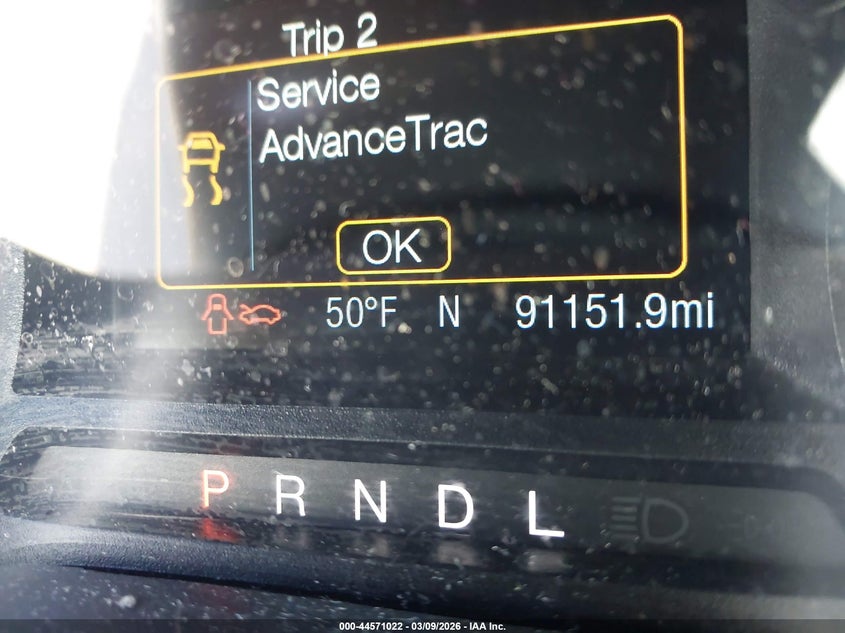 Trip 2
Service
AdvanceTrac
OK
50°F N 91151.9mi
P R N D L
000-44571022 - 03/09/2026 - IAA Inc.